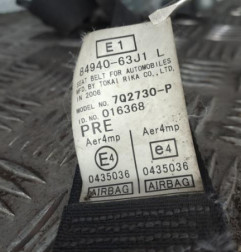 E1
84940-63J1 L
SEAT BELT FOR AUTOMOBILES
MFD. BY TOKAI RIKA CO., LTD.
IN 2006
MODEL NO. 7Q2730-P
I.D. NO. 016368
PRE
Aer4mp Aer4mp
E4 e4
0435036 0435036
AIRBAG AIRBAG